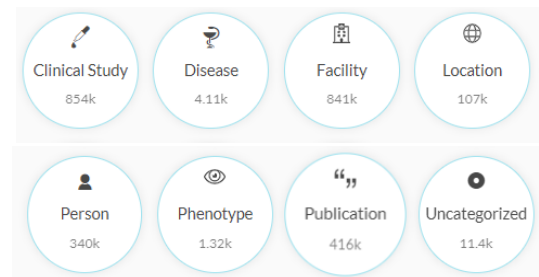 Clinical Study Disease Facility Location
854k 4.11k 841k 107k
Person Phenotype Publication Uncategorized
340k 1.32k 416k 11.4k